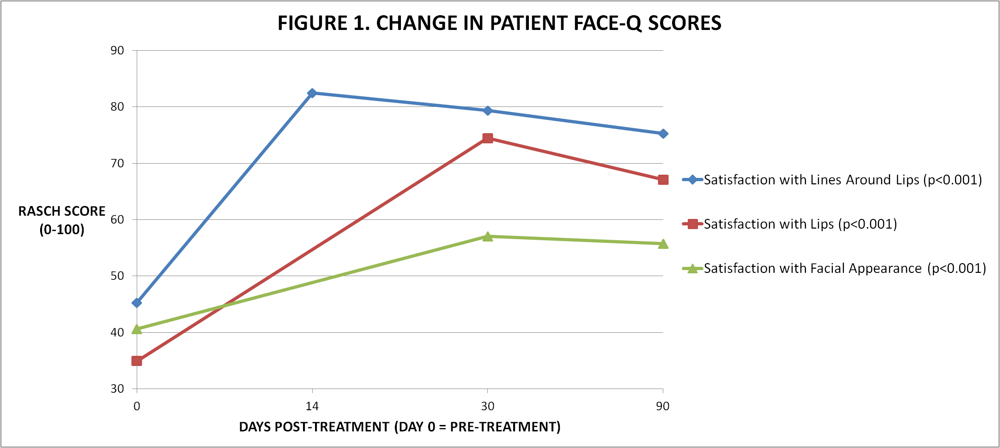 FIGURE 1. CHANGE IN PATIENT FACE-Q SCORES
90
80
70
60
50
40
30
RASCH SCORE
(0-100)
0
14
30
90
DAYS POST-TREATMENT (DAY 0 = PRE-TREATMENT)
Satisfaction with Lines Around Lips (p<0.001)
Satisfaction with Lips (p<0.001)
Satisfaction with Facial Appearance (p<0.001)